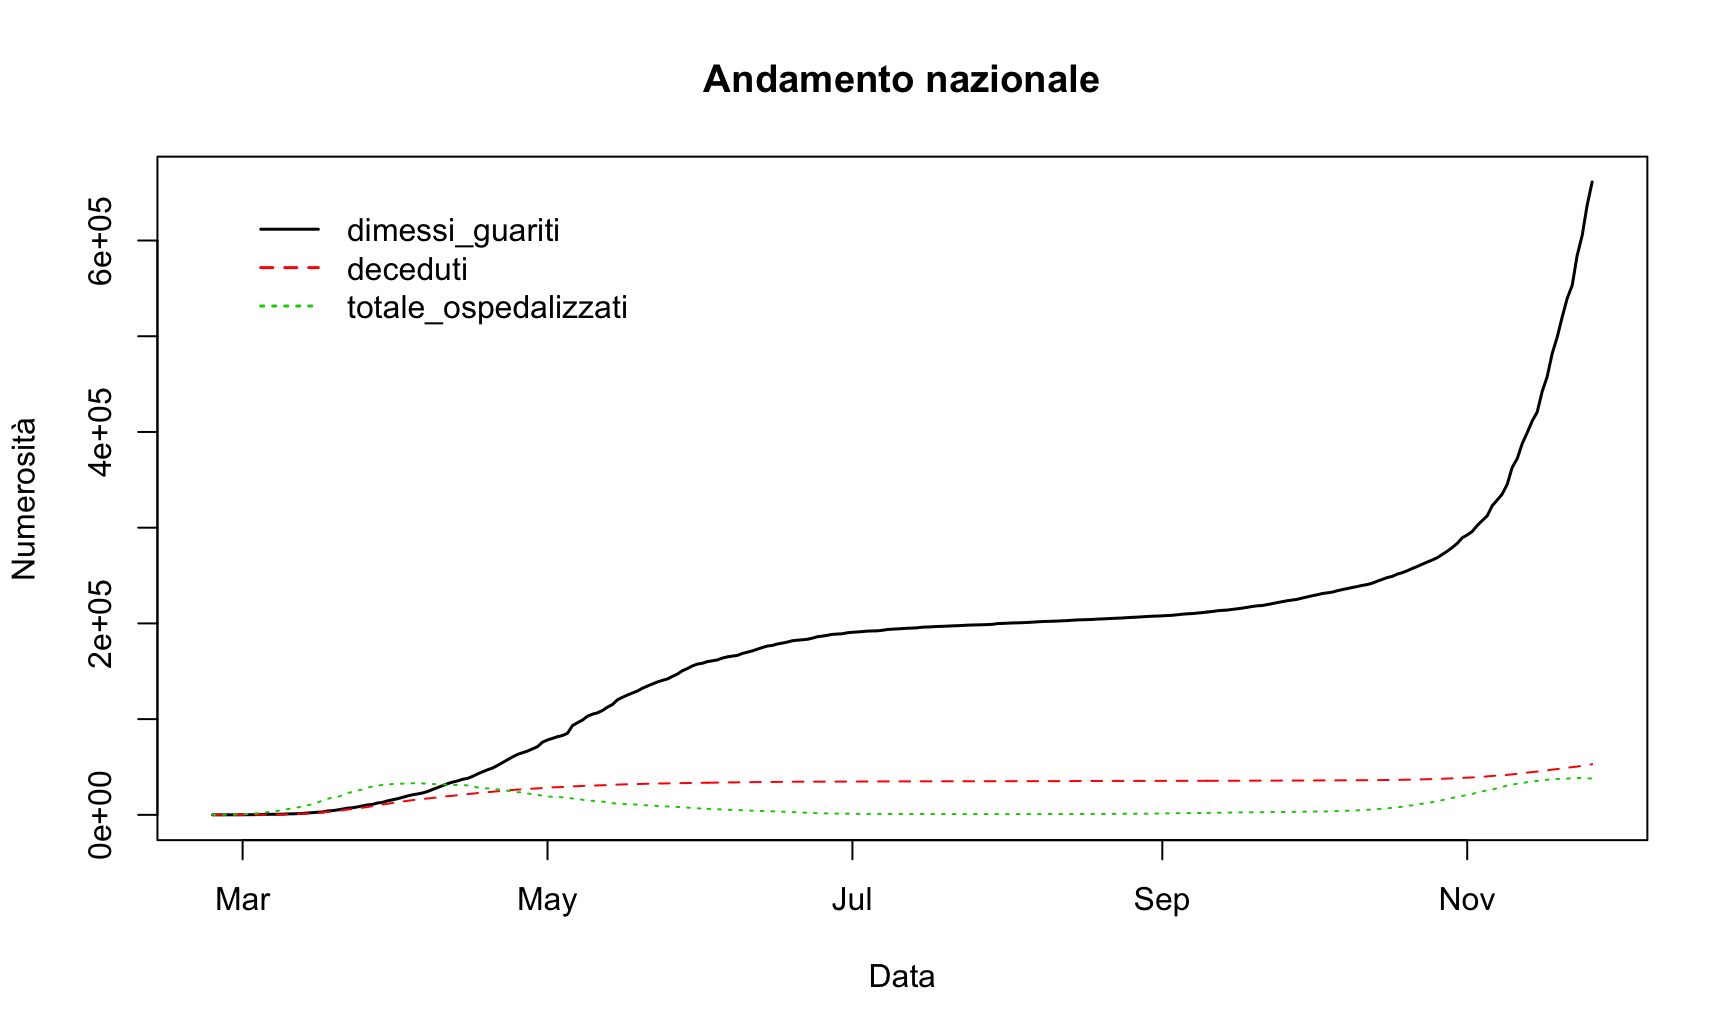 Andamento nazionale
dimessi_guariti
deceduti
totale_ospedalizzati
Numerosità
6e+05
4e+05
2e+05
0e+00
Mar May Jul Sep Nov
Data